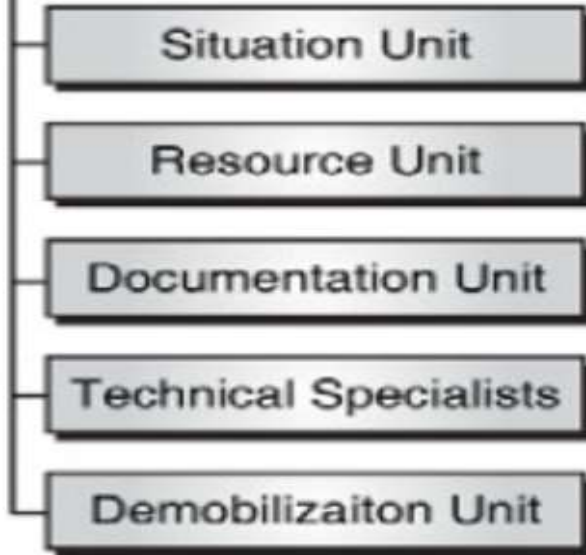 Situation Unit
Resource Unit
Documentation Unit
Technical Specialists
Demobilizaiton Unit